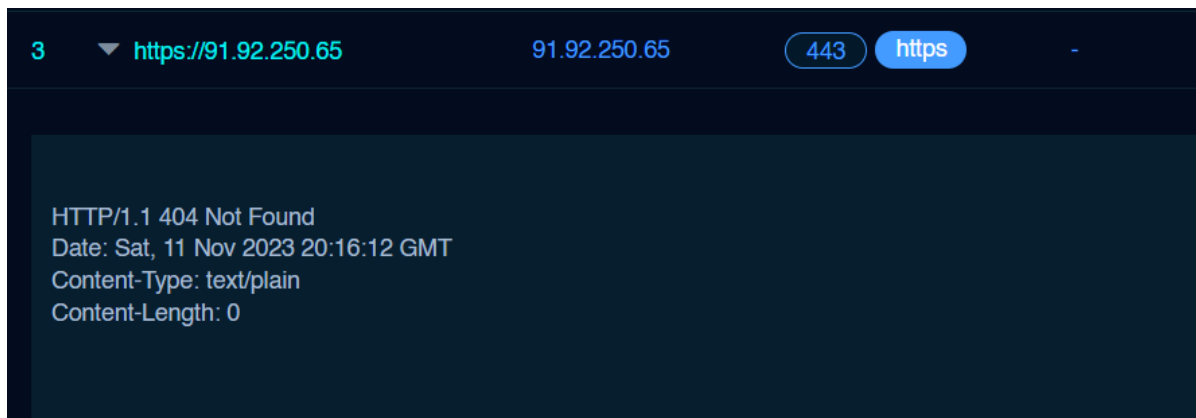 3 https://91.92.250.65 91.92.250.65 443 https -
HTTP/1.1 404 Not Found
Date: Sat, 11 Nov 2023 20:16:12 GMT
Content-Type: text/plain
Content-Length: 0